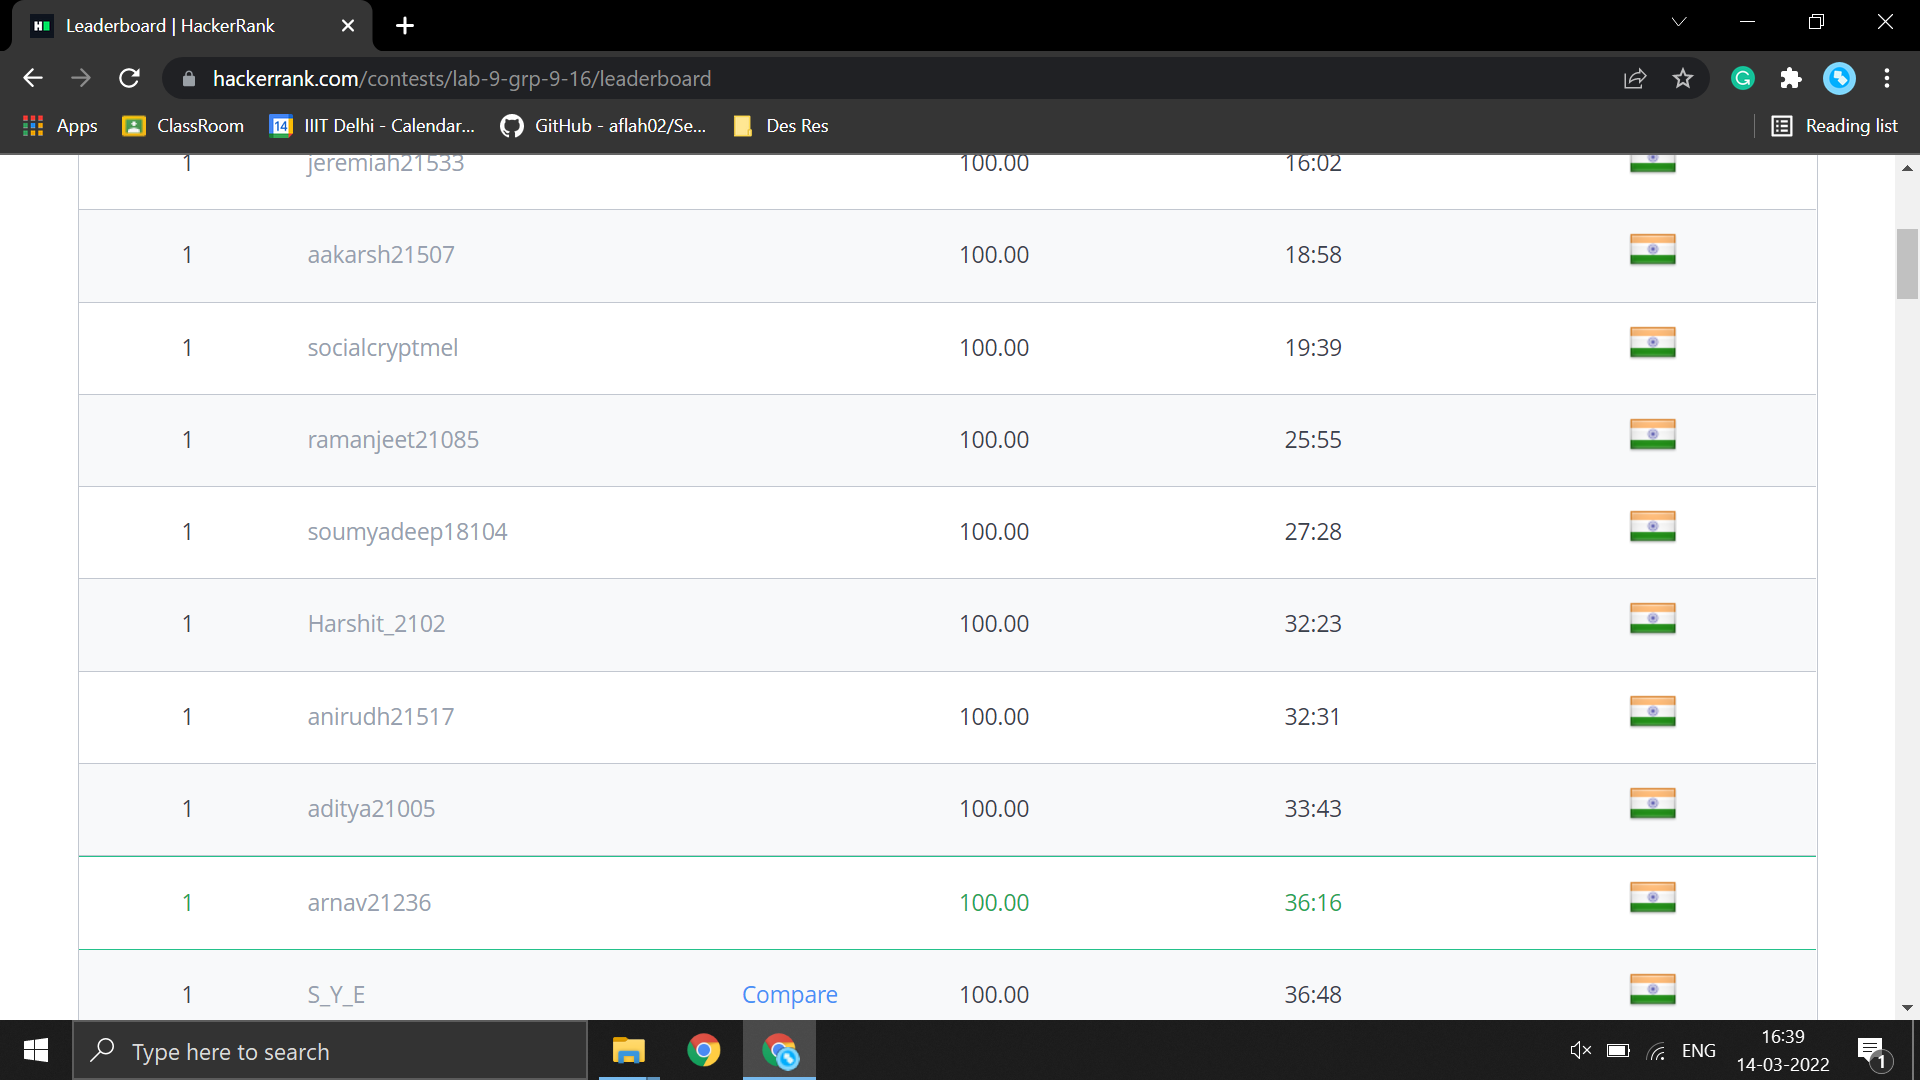 Leaderboard | HackerRank
hackerrank.com/contests/lab-9-grp-9-16/leaderboard
Apps ClassRoom 14 IIIT Delhi - Calendar... GitHub - aflah02/Se... Des Res Reading list
1 jeremiah21533 100.00 16:02
1 aakarsh21507 100.00 18:58
1 socialcryptmel 100.00 19:39
1 ramanjeet21085 100.00 25:55
1 soumyadeep18104 100.00 27:28
1 Harshit_2102 100.00 32:23
1 anirudh21517 100.00 32:31
1 aditya21005 100.00 33:43
1 arnav21236 100.00 36:16
1 S_Y_E Compare 100.00 36:48
Type here to search ENG 16:39
14-03-2022 1